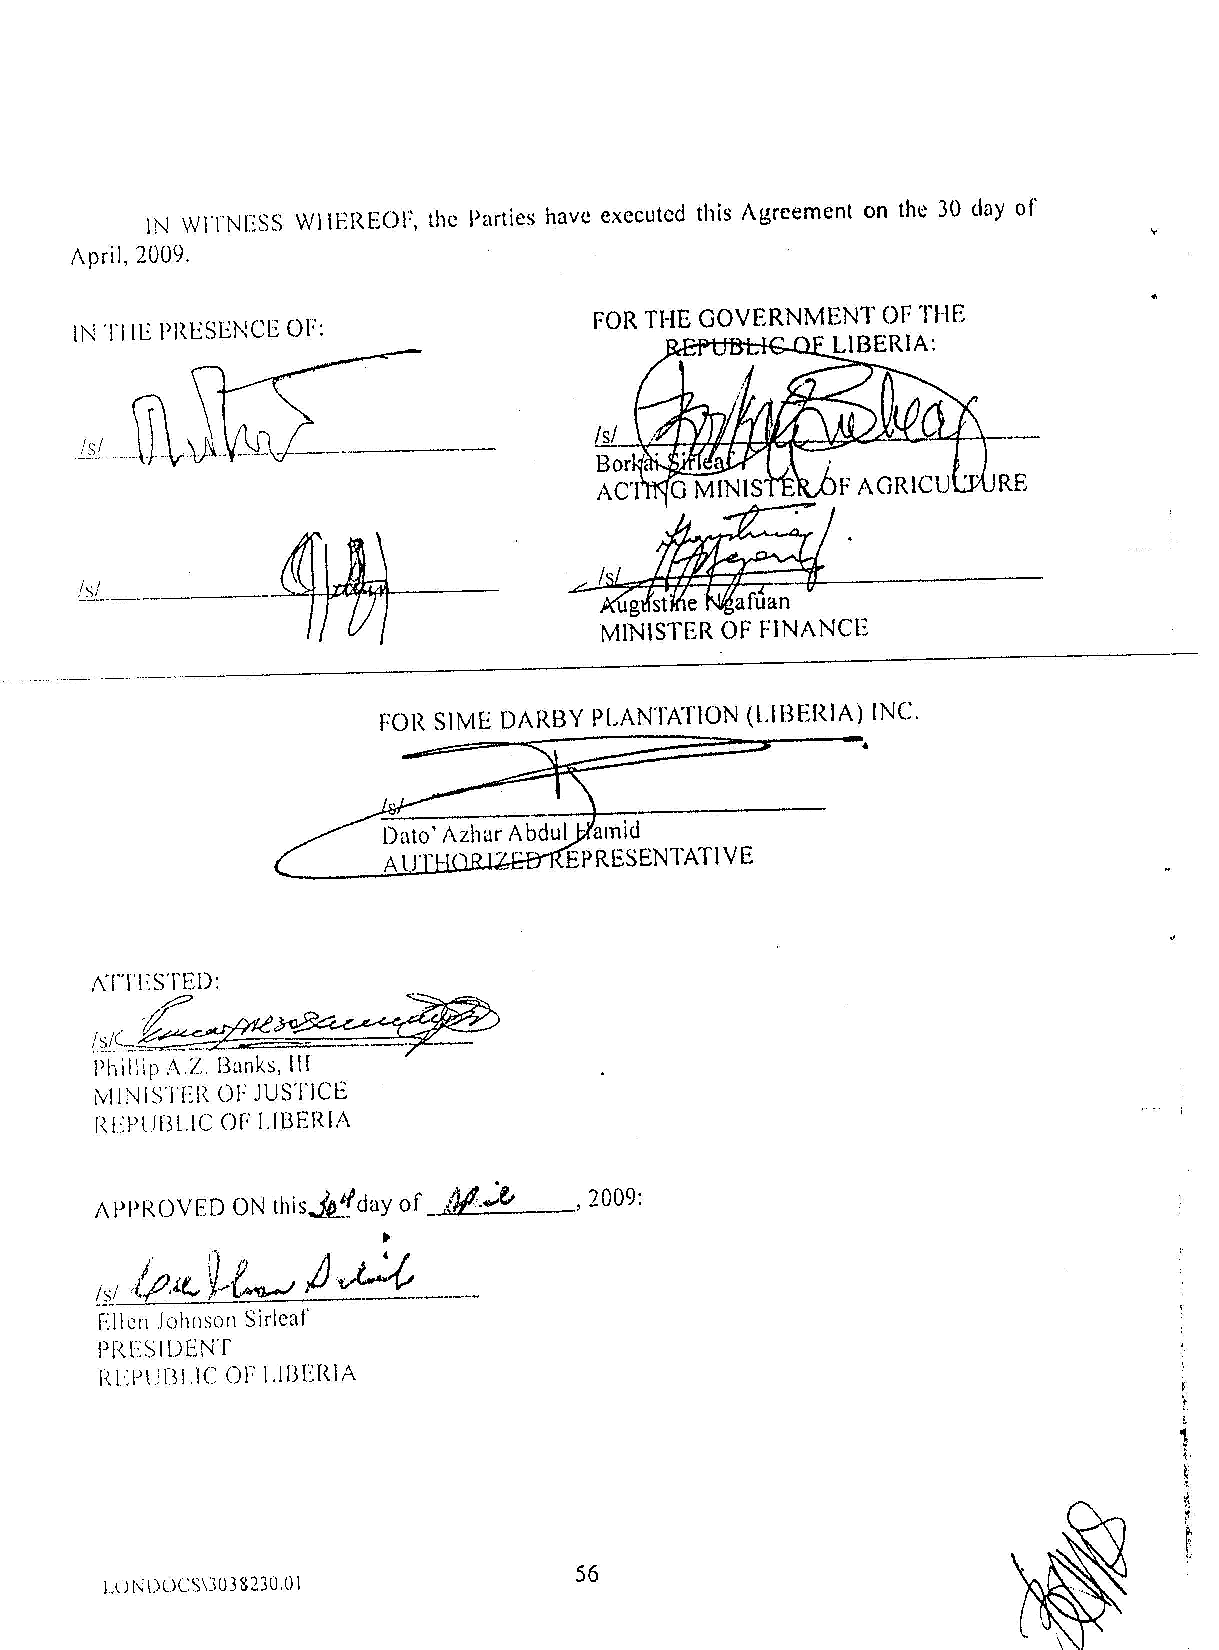 IN WITNESS WHEREOF, the Parties have executed this Agreement on the 30 day of
April, 2009.
IN THE PRESENCE OF:
/s/
/s/
FOR THE GOVERNMENT OF THE
REPUBLIC OF LIBERIA:
/s/
Borkai Sirleaf
ACTING MINISTER OF AGRICULTURE
/s/
Augustine Ngafuan
MINISTER OF FINANCE
FOR SIME DARBY PLANTATION (LIBERIA) INC.
/s/
Dato' Azhar Abdul Hamid
AUTHORIZED REPRESENTATIVE
ATTESTED:
/s/
Phillip A.Z. Banks, III
MINISTER OF JUSTICE
REPUBLIC OF LIBERIA
APPROVED ON this 30th day of April, 2009:
/s/
Ellen Johnson Sirleaf
PRESIDENT
REPUBLIC OF LIBERIA
LONDOCS\3038230.01
56